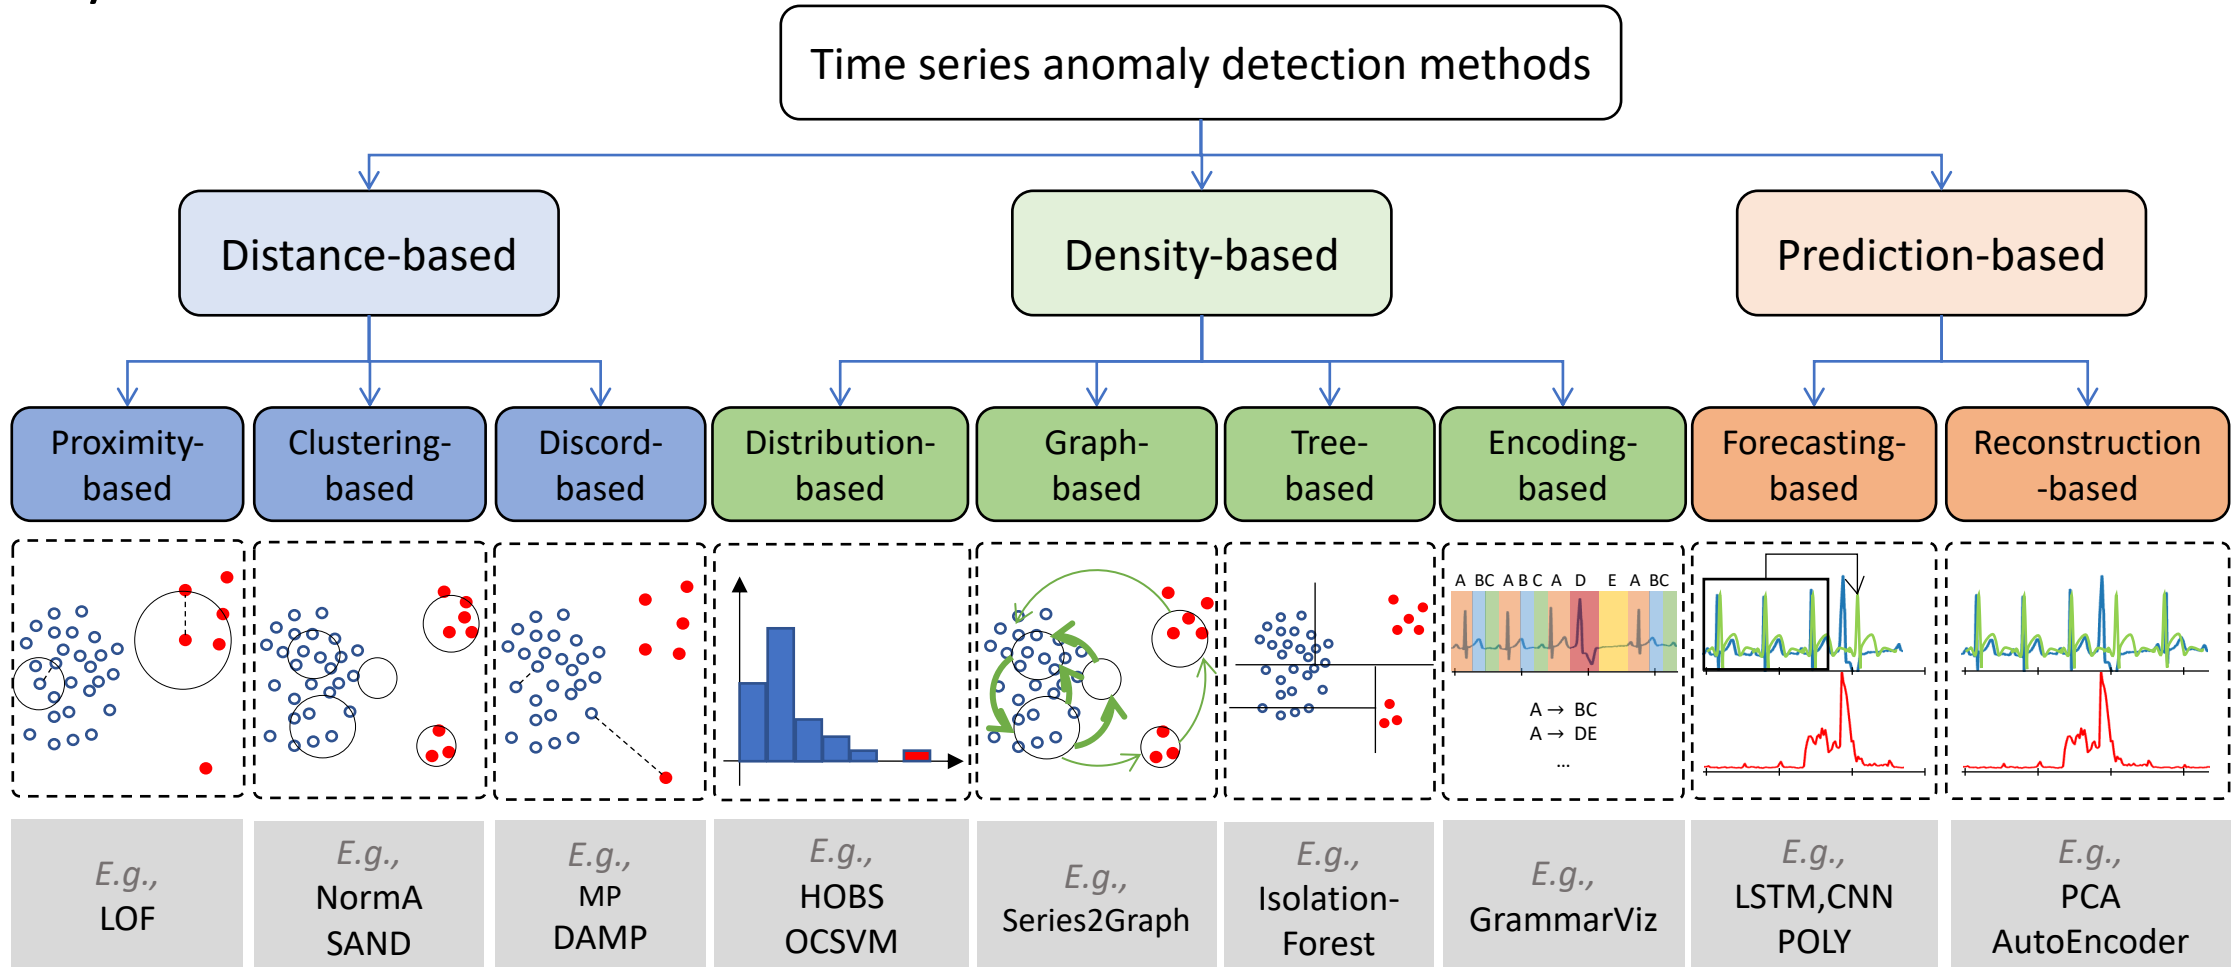 Time series anomaly detection methods
Distance-based
Density-based
Prediction-based
Proximity-
based
Clustering-
based
Discord-
based
Distribution-
based
Graph-
based
Tree-
based
Encoding-
based
Forecasting-
based
Reconstruction
-based
A BC A B C A D E A BC
A → BC
A → DE
...
E.g.,
LOF
E.g.,
NormA
SAND
E.g.,
MP
DAMP
E.g.,
HOBS
OCSVM
E.g.,
Series2Graph
E.g.,
Isolation-
Forest
E.g.,
GrammarViz
E.g.,
LSTM,CNN
POLY
E.g.,
PCA
AutoEncoder